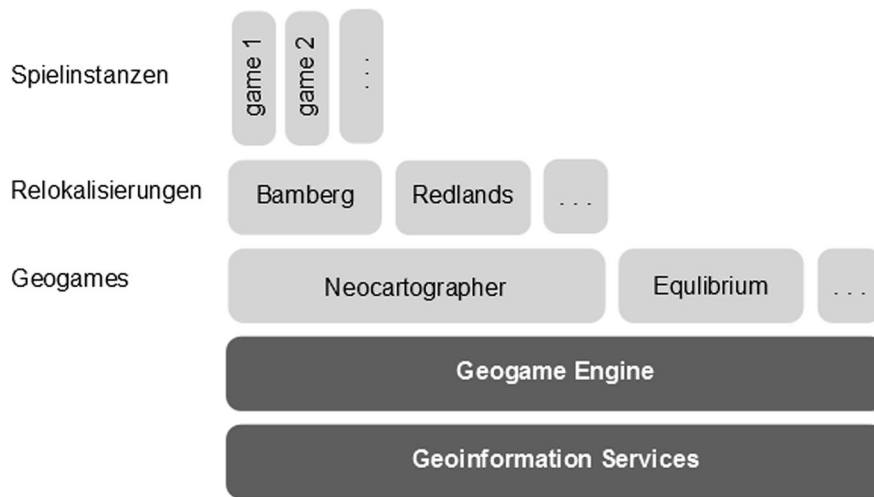 Spielinstanzen
game 1
game 2
. . .
Relokalisierungen
Bamberg
Redlands
. . .
Geogames
Neocartographer
Equlibrium
. . .
Geogame Engine
Geoinformation Services